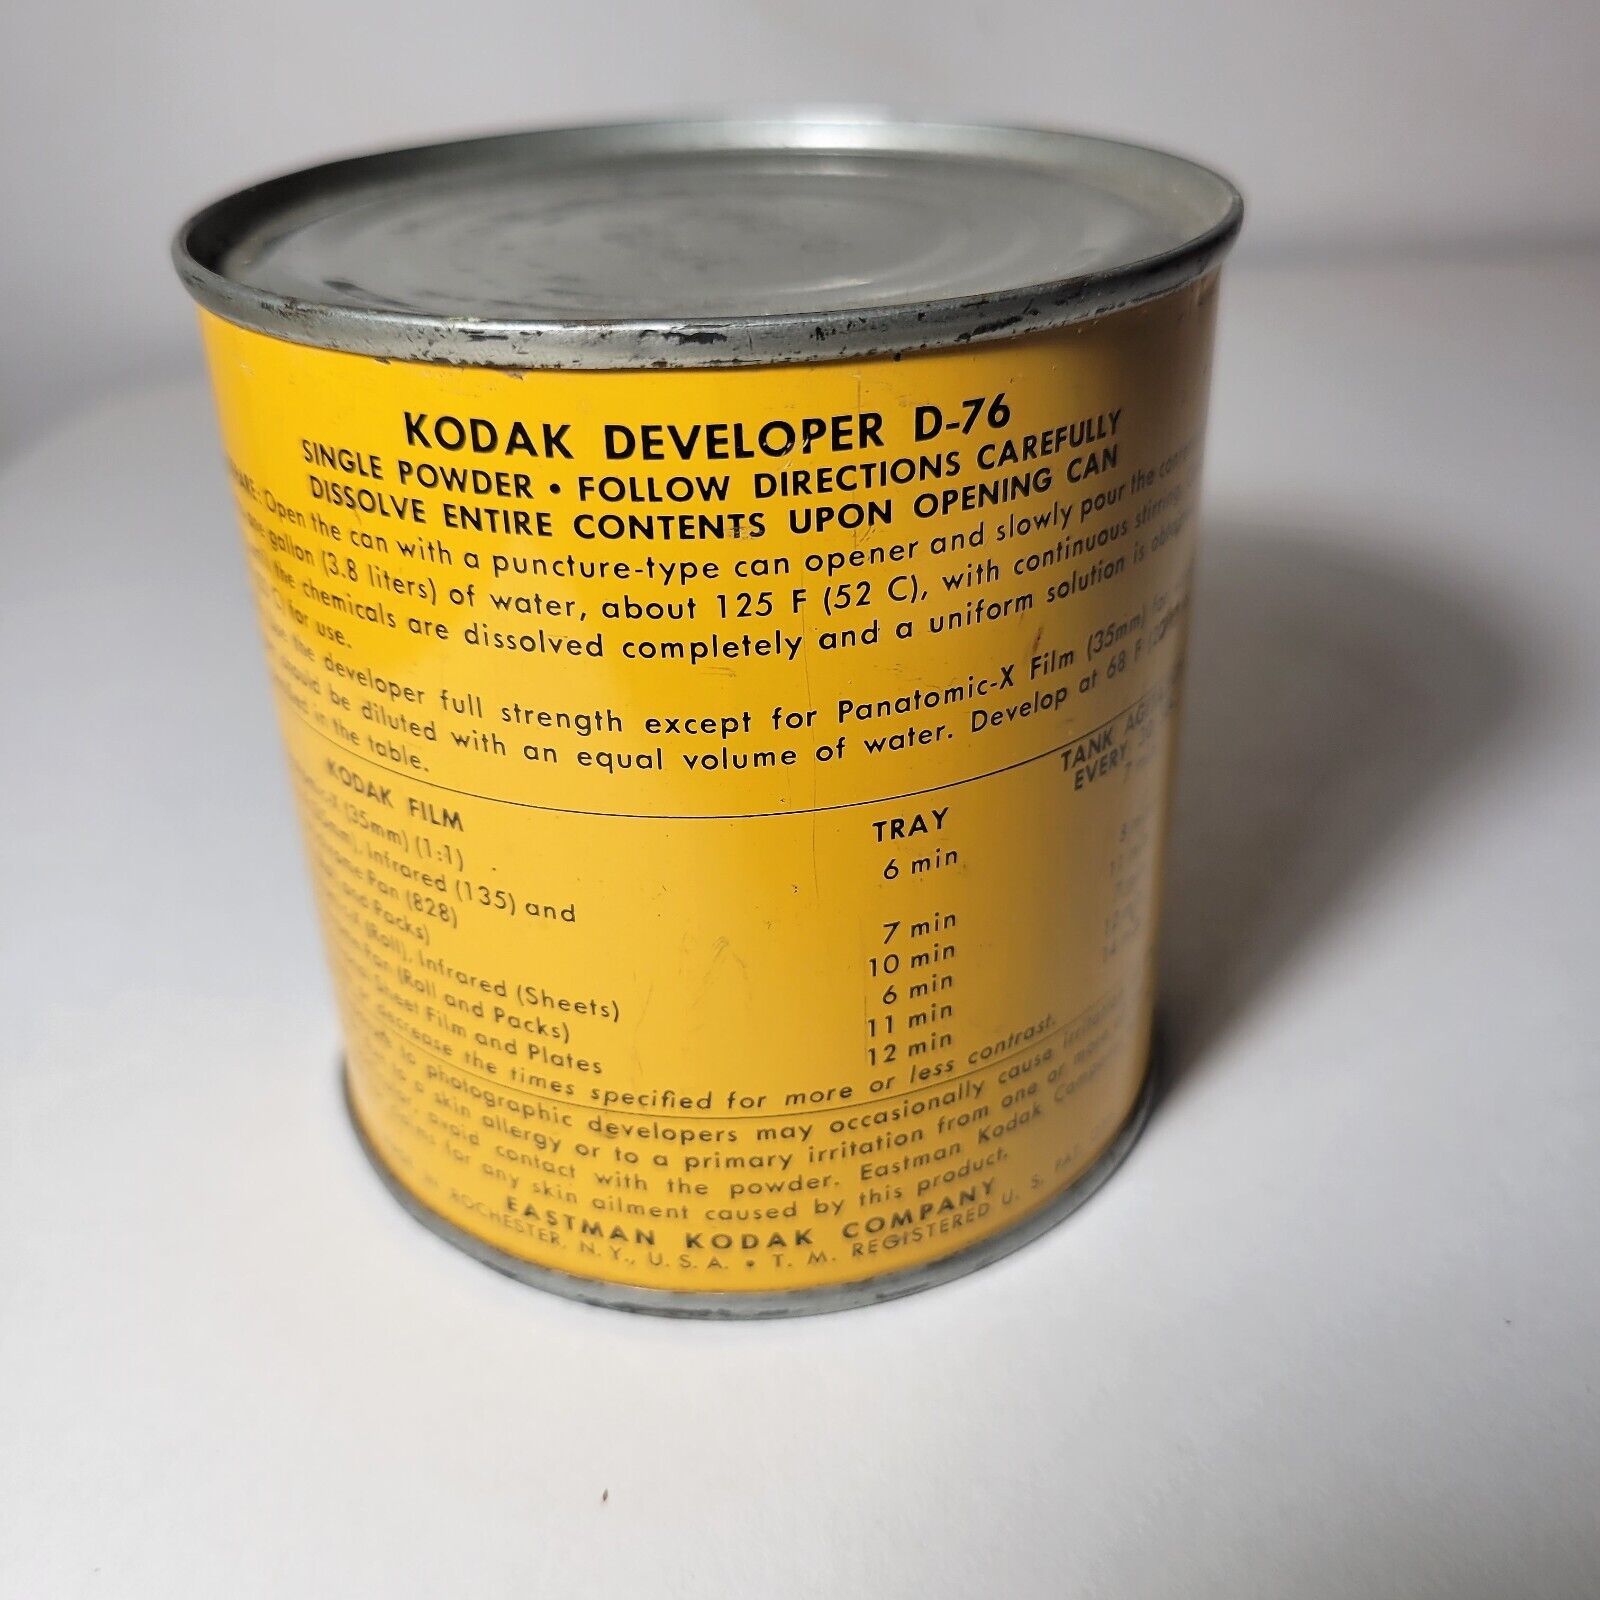 KODAK DEVELOPER D-76
SINGLE POWDER • FOLLOW DIRECTIONS CAREFULLY
DISSOLVE ENTIRE CONTENTS UPON OPENING CAN
Open the can with a puncture-type can opener and slowly pour the
gallon (3.8 liters) of water, about 125 F (52 C), with continuous stirring
the chemicals are dissolved completely and a uniform solution is
C) for use.
the developer full strength except for Panatomic-X Film (35mm)
be diluted with an equal volume of water. Develop at 68 F
in the table.
KODAK FILM TRAY TANK
EVERY
(35mm) (1:1) 6 min
Infrared (135) and
Pan (828) 7 min
Packs) 10 min
(Roll), Infrared (Sheets) 6 min
Pan (Roll and Packs) 11 min
Sheet Film and Plates 12 min
decrease the times specified for more or less contrast.
to photographic developers may occasionally cause irritation
to a skin allergy or to a primary irritation from one or more
avoid contact with the powder. Eastman Kodak
for any skin ailment caused by this product.
EASTMAN KODAK COMPANY
ROCHESTER, N. Y., U. S. A. • T. M. REGISTERED U. S. PAT.